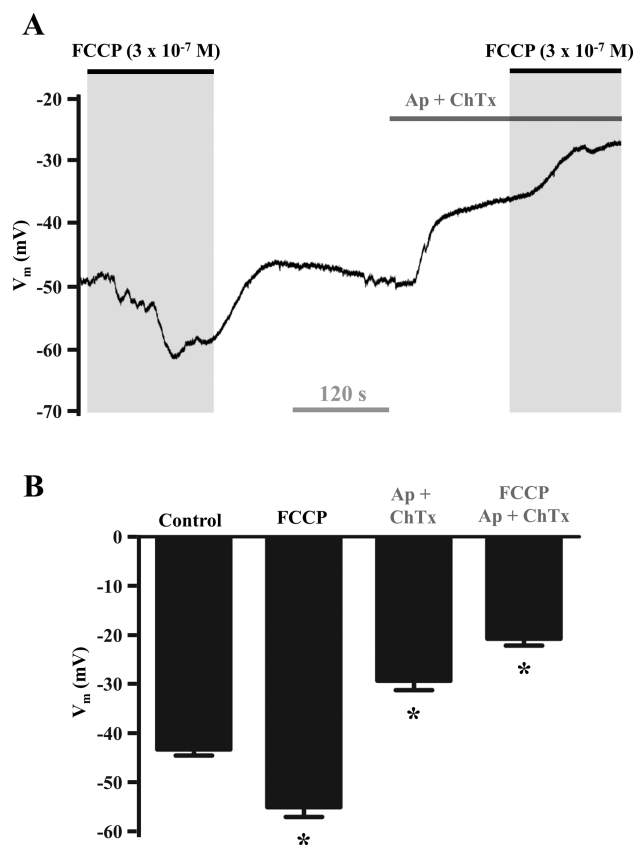 A
FCCP (3 x 10⁻⁷ M)
FCCP (3 x 10⁻⁷ M)
Ap + ChTx
-20
-30
-40
-50
-60
-70
Vₘ (mV)
120 s
B
Control
FCCP
Ap +
ChTx
FCCP
Ap + ChTx
0
-10
-20
-30
-40
-50
-60
Vₘ (mV)
*
*
*